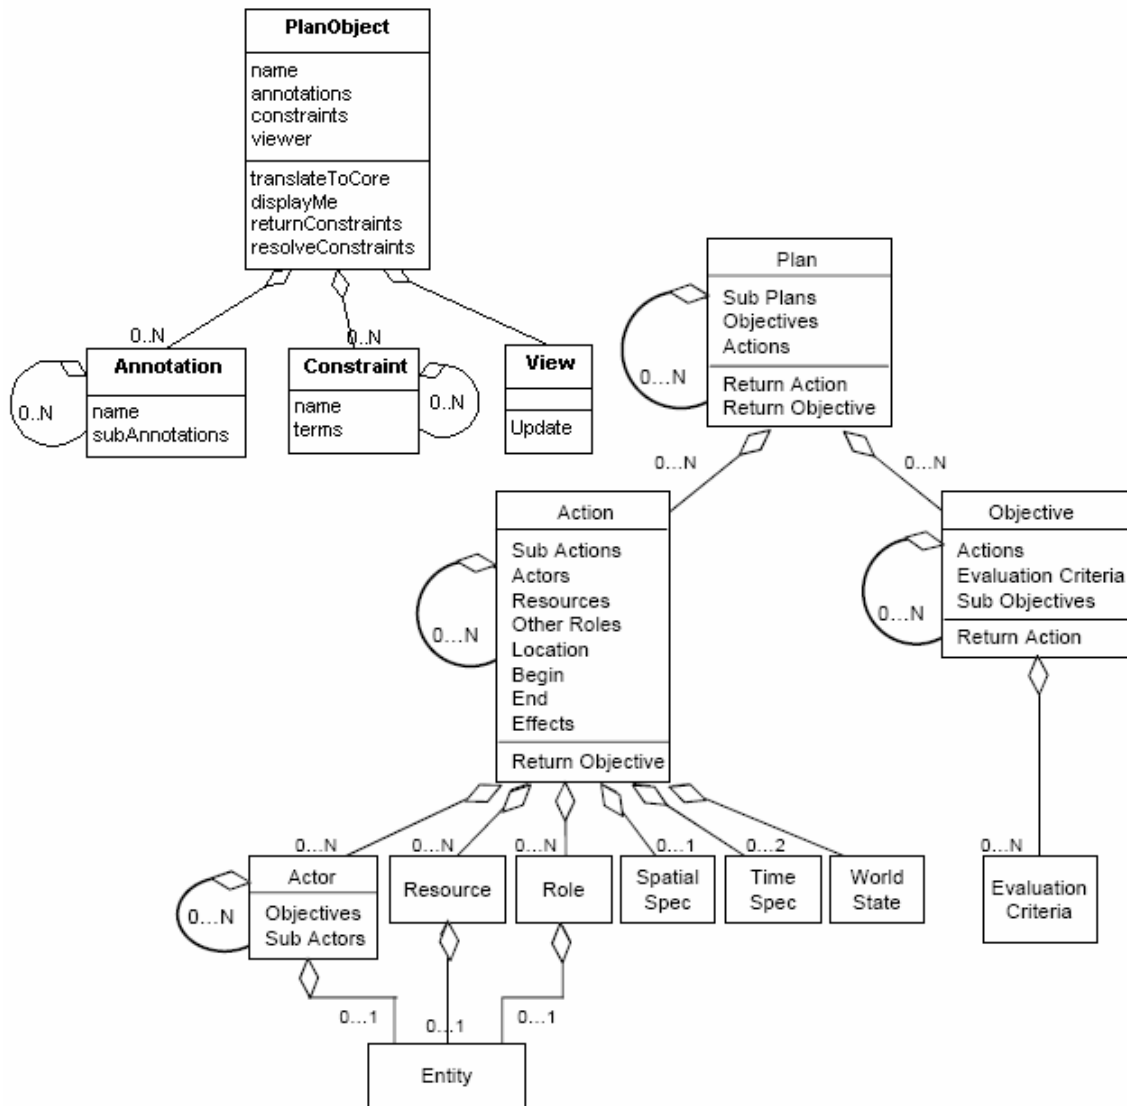 PlanObject
name
annotations
constraints
viewer
translateToCore
displayMe
returnConstraints
resolveConstraints
0..N
0..N
Annotation
name
subAnnotations
0..N
Constraint
name
terms
0..N
View
Update
Plan
Sub Plans
Objectives
Actions
Return Action
Return Objective
0...N
0...N
0...N
Action
Sub Actions
Actors
Resources
Other Roles
Location
Begin
End
Effects
Return Objective
0...N
Objective
Actions
Evaluation Criteria
Sub Objectives
Return Action
0...N
0...N
0...N
0...N
0...1
0...2
0...N
Actor
Objectives
Sub Actors
0...N
Resource
Role
Spatial
Spec
Time
Spec
World
State
Evaluation
Criteria
0...1
0...1
0...1
Entity